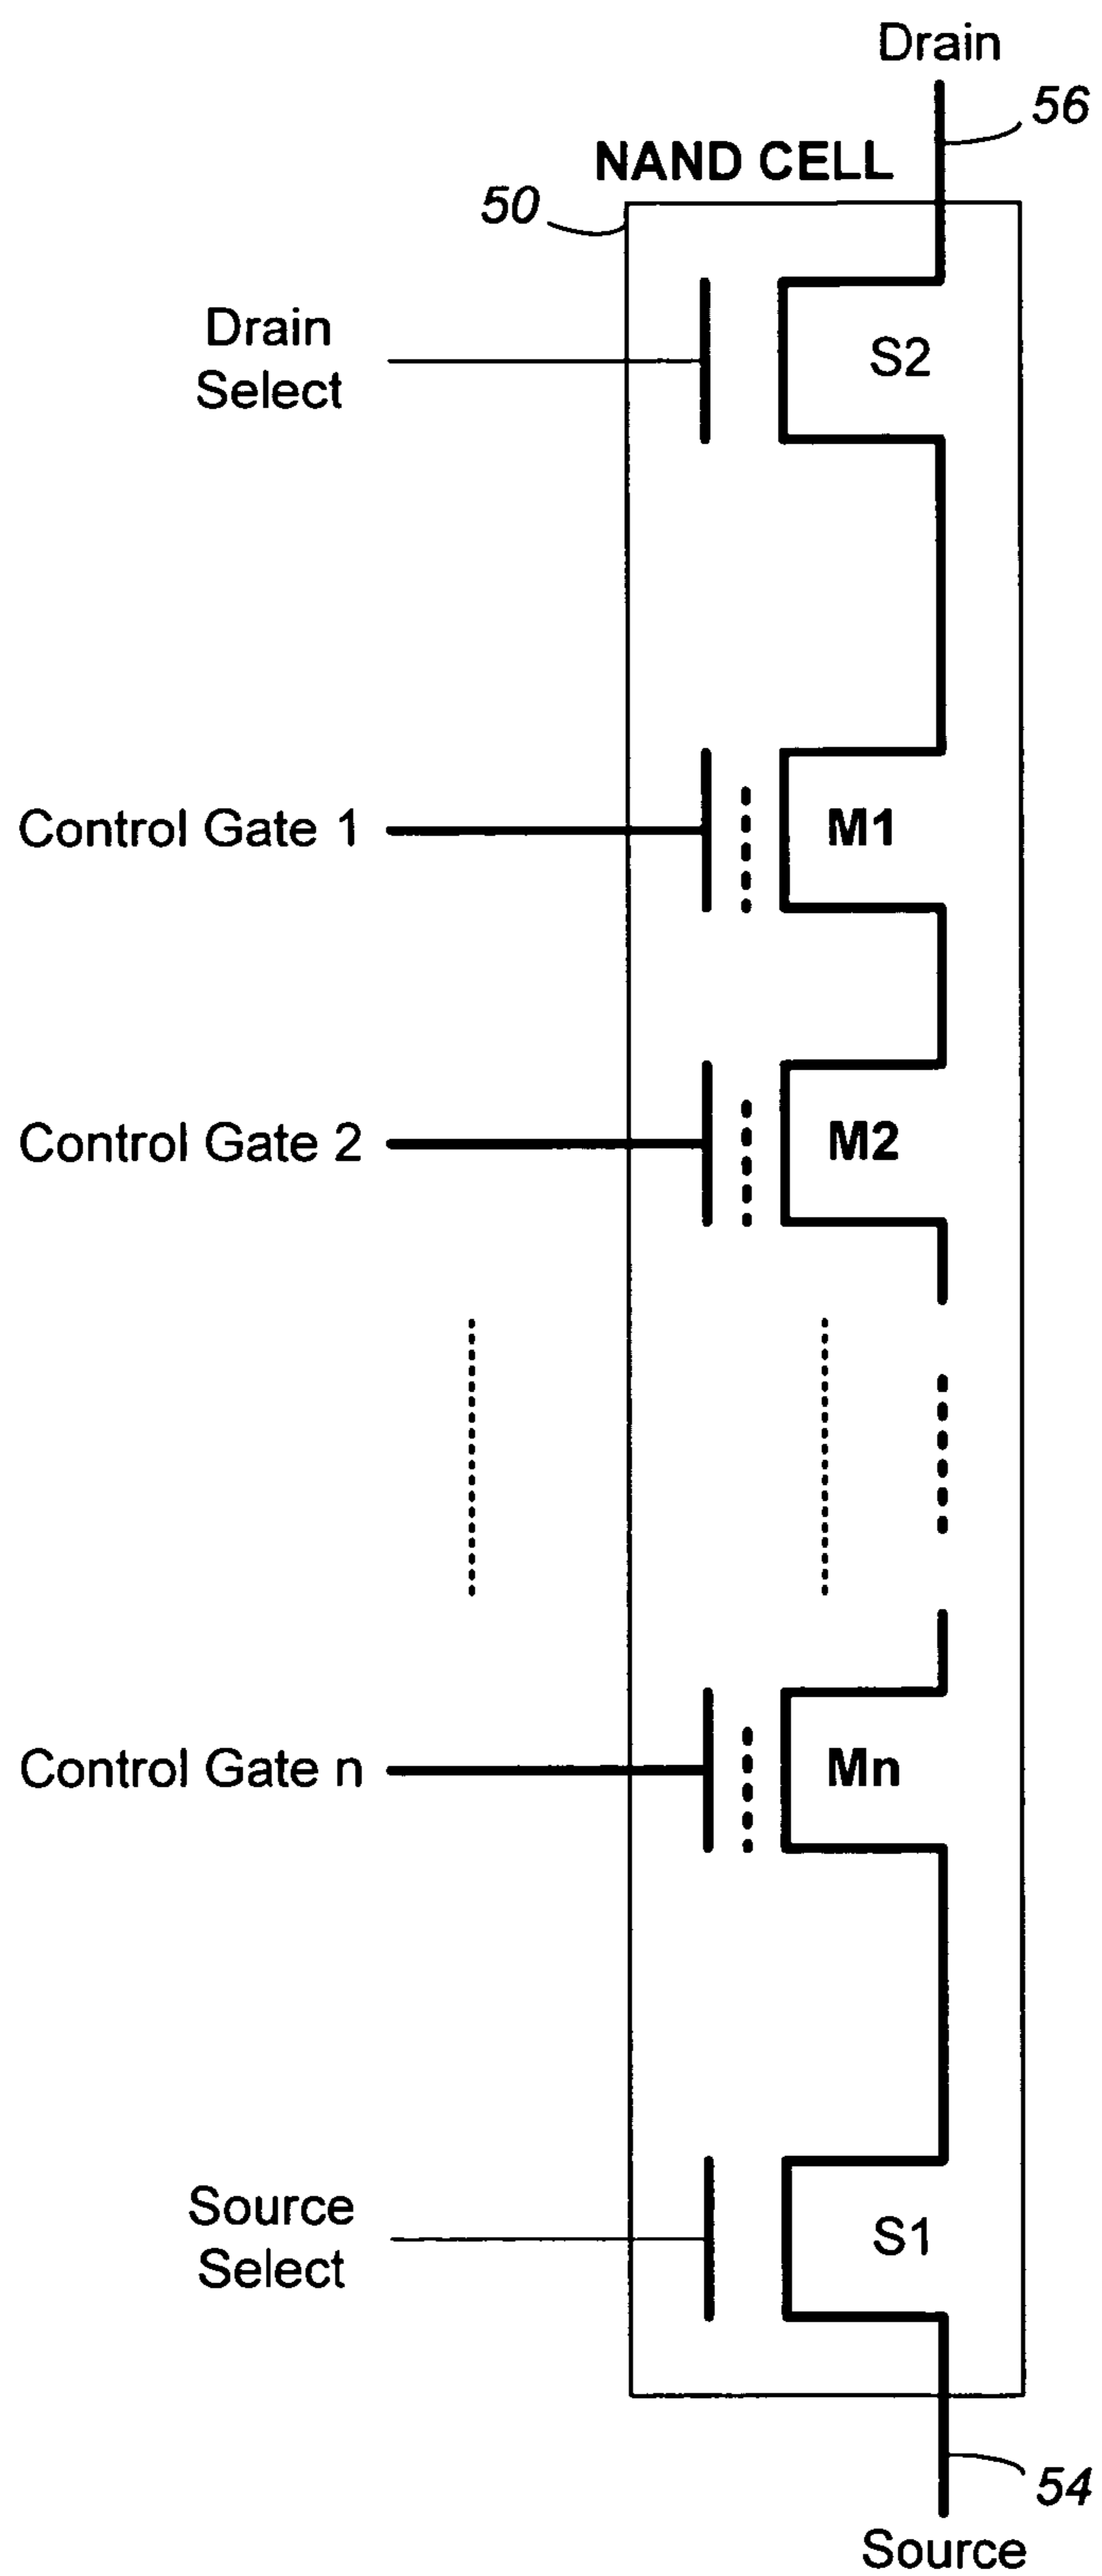 Drain
56
NAND CELL
50
Drain
Select
S2
Control Gate 1
M1
Control Gate 2
M2
Control Gate n
Mn
Source
Select
S1
54
Source